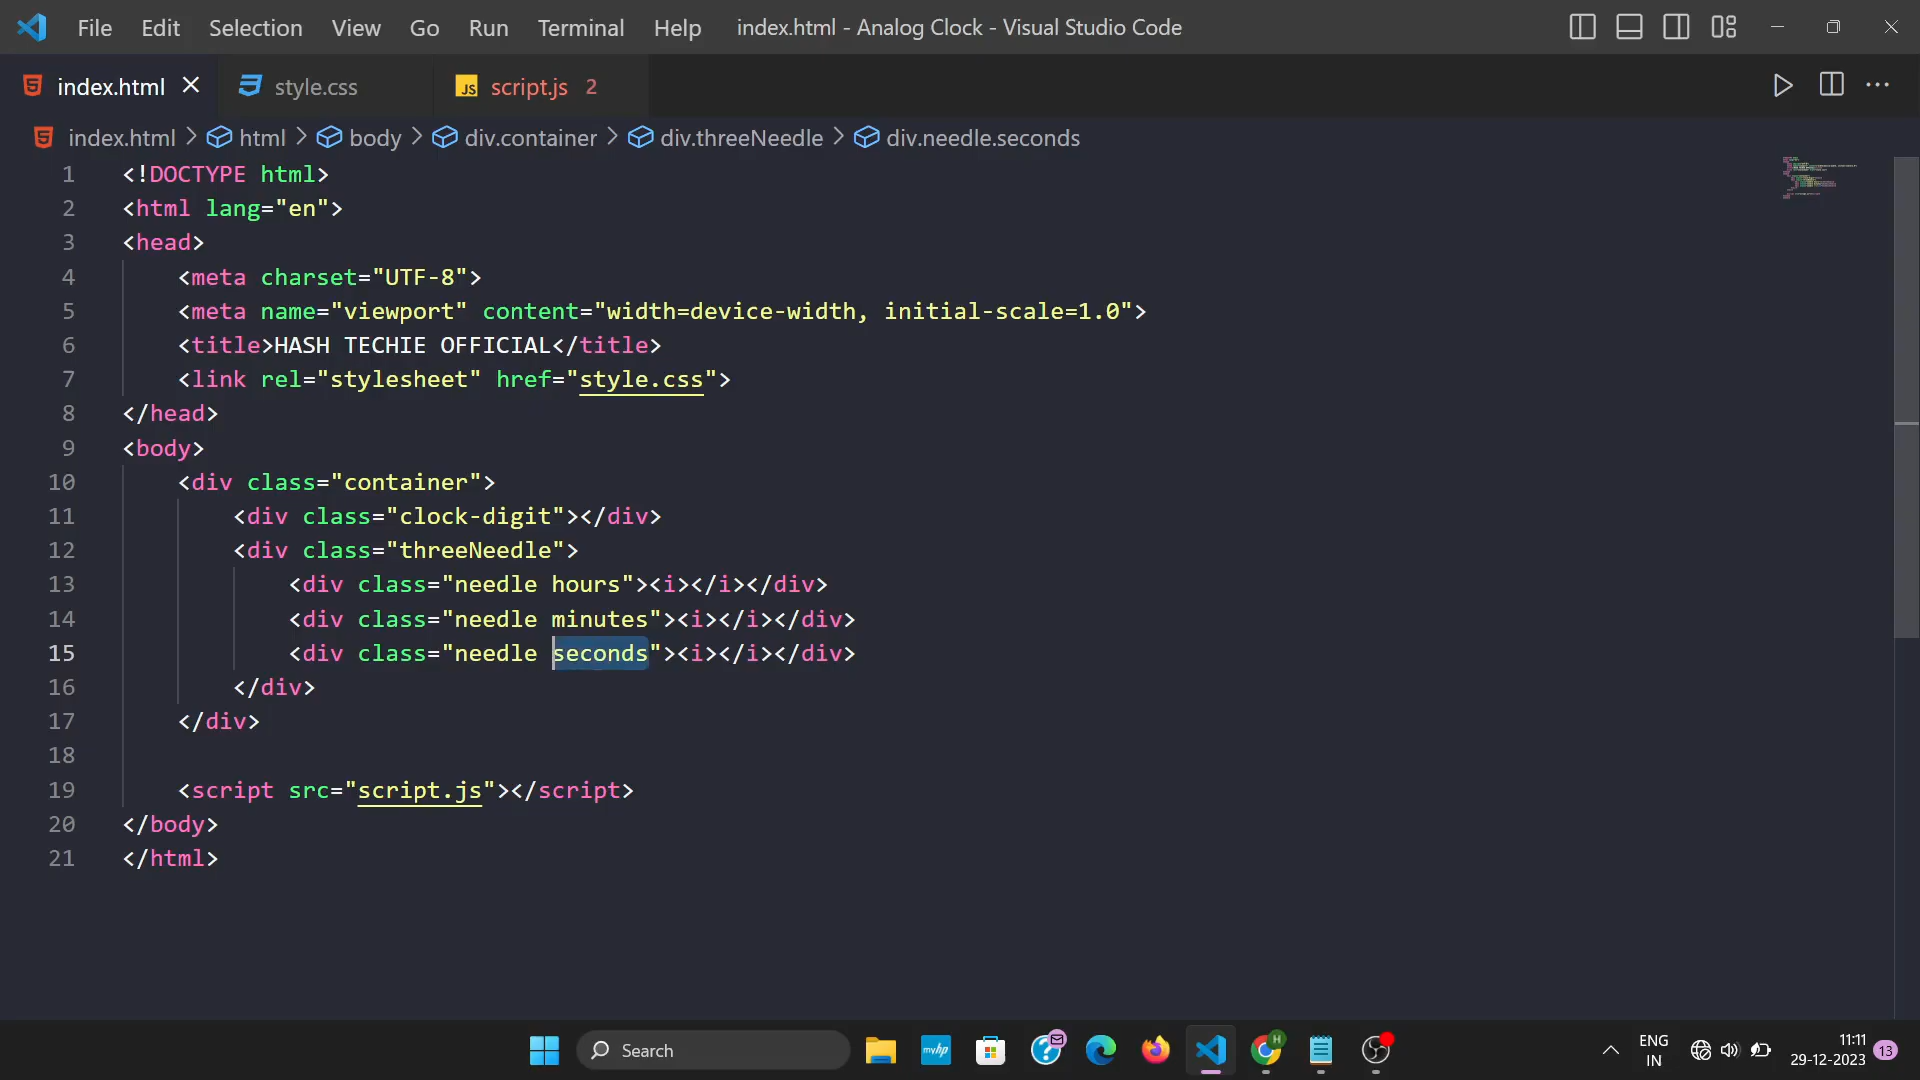 File Edit Selection View Go Run Terminal Help index.html - Analog Clock - Visual Studio Code
index.html style.css JS script.js 2
index.html > html > body > div.container > div.threeNeedle > div.needle.seconds
1 <!DOCTYPE html>
2 <html lang="en">
3 <head>
4 <meta charset="UTF-8">
5 <meta name="viewport" content="width=device-width, initial-scale=1.0">
6 <title>HASH TECHIE OFFICIAL</title>
7 <link rel="stylesheet" href="style.css">
8 </head>
9 <body>
10 <div class="container">
11 <div class="clock-digit"></div>
12 <div class="threeNeedle">
13 <div class="needle hours"><i></i></div>
14 <div class="needle minutes"><i></i></div>
15 <div class="needle seconds"><i></i></div>
16 </div>
17 </div>
18
19 <script src="script.js"></script>
20 </body>
21 </html>
Search myhp H ENG 11:11
IN 29-12-2023 13